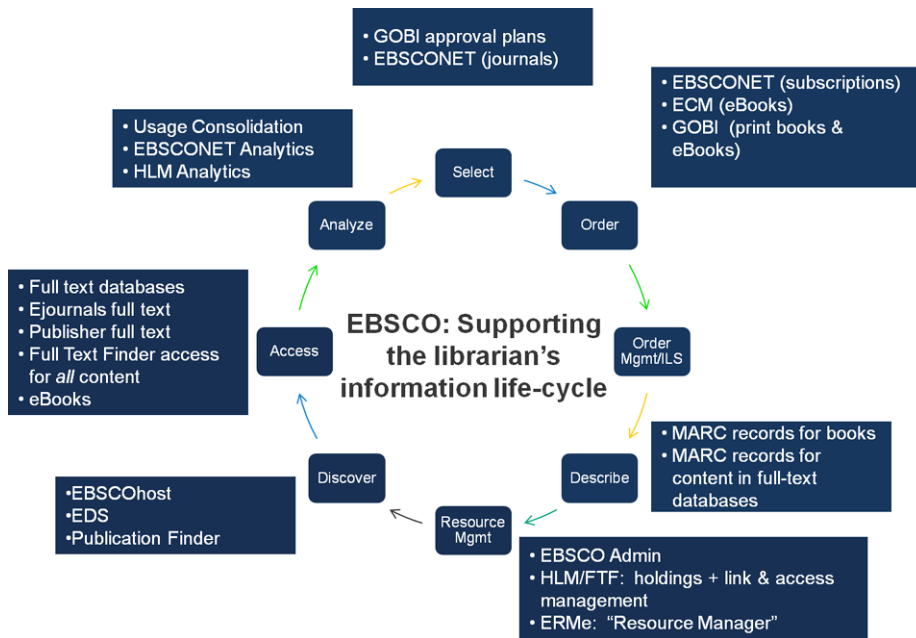 • GOBI approval plans
• EBSCONET (journals)
• EBSCONET (subscriptions)
• ECM (eBooks)
• GOBI (print books &
eBooks)
• Usage Consolidation
• EBSCONET Analytics
• HLM Analytics
Select
Analyze
Order
• Full text databases
• Ejournals full text
• Publisher full text
• Full Text Finder access
for all content
• eBooks
Access
EBSCO: Supporting
the librarian's
information life-cycle
Order
Mgmt/ILS
• MARC records for books
• MARC records for
content in full-text
databases
Discover
Describe
•EBSCOhost
•EDS
•Publication Finder
Resource
Mgmt
• EBSCO Admin
• HLM/FTF: holdings + link & access
management
• ERMe: “Resource Manager”